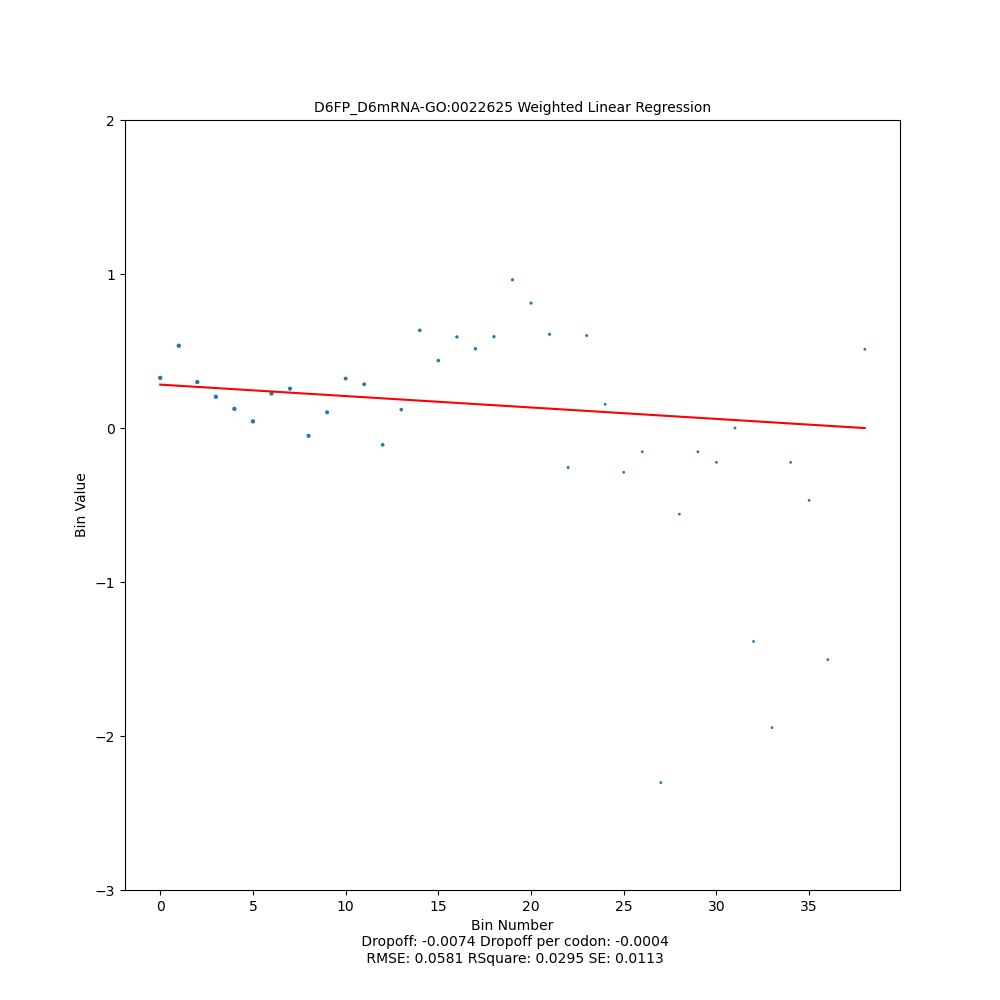 D6FP_D6mRNA-GO:0022625 Weighted Linear Regression
2
1
0
−1
−2
−3
Bin Value
0 5 10 15 20 25 30 35
Bin Number
Dropoff: -0.0074 Dropoff per codon: -0.0004
RMSE: 0.0581 RSquare: 0.0295 SE: 0.0113